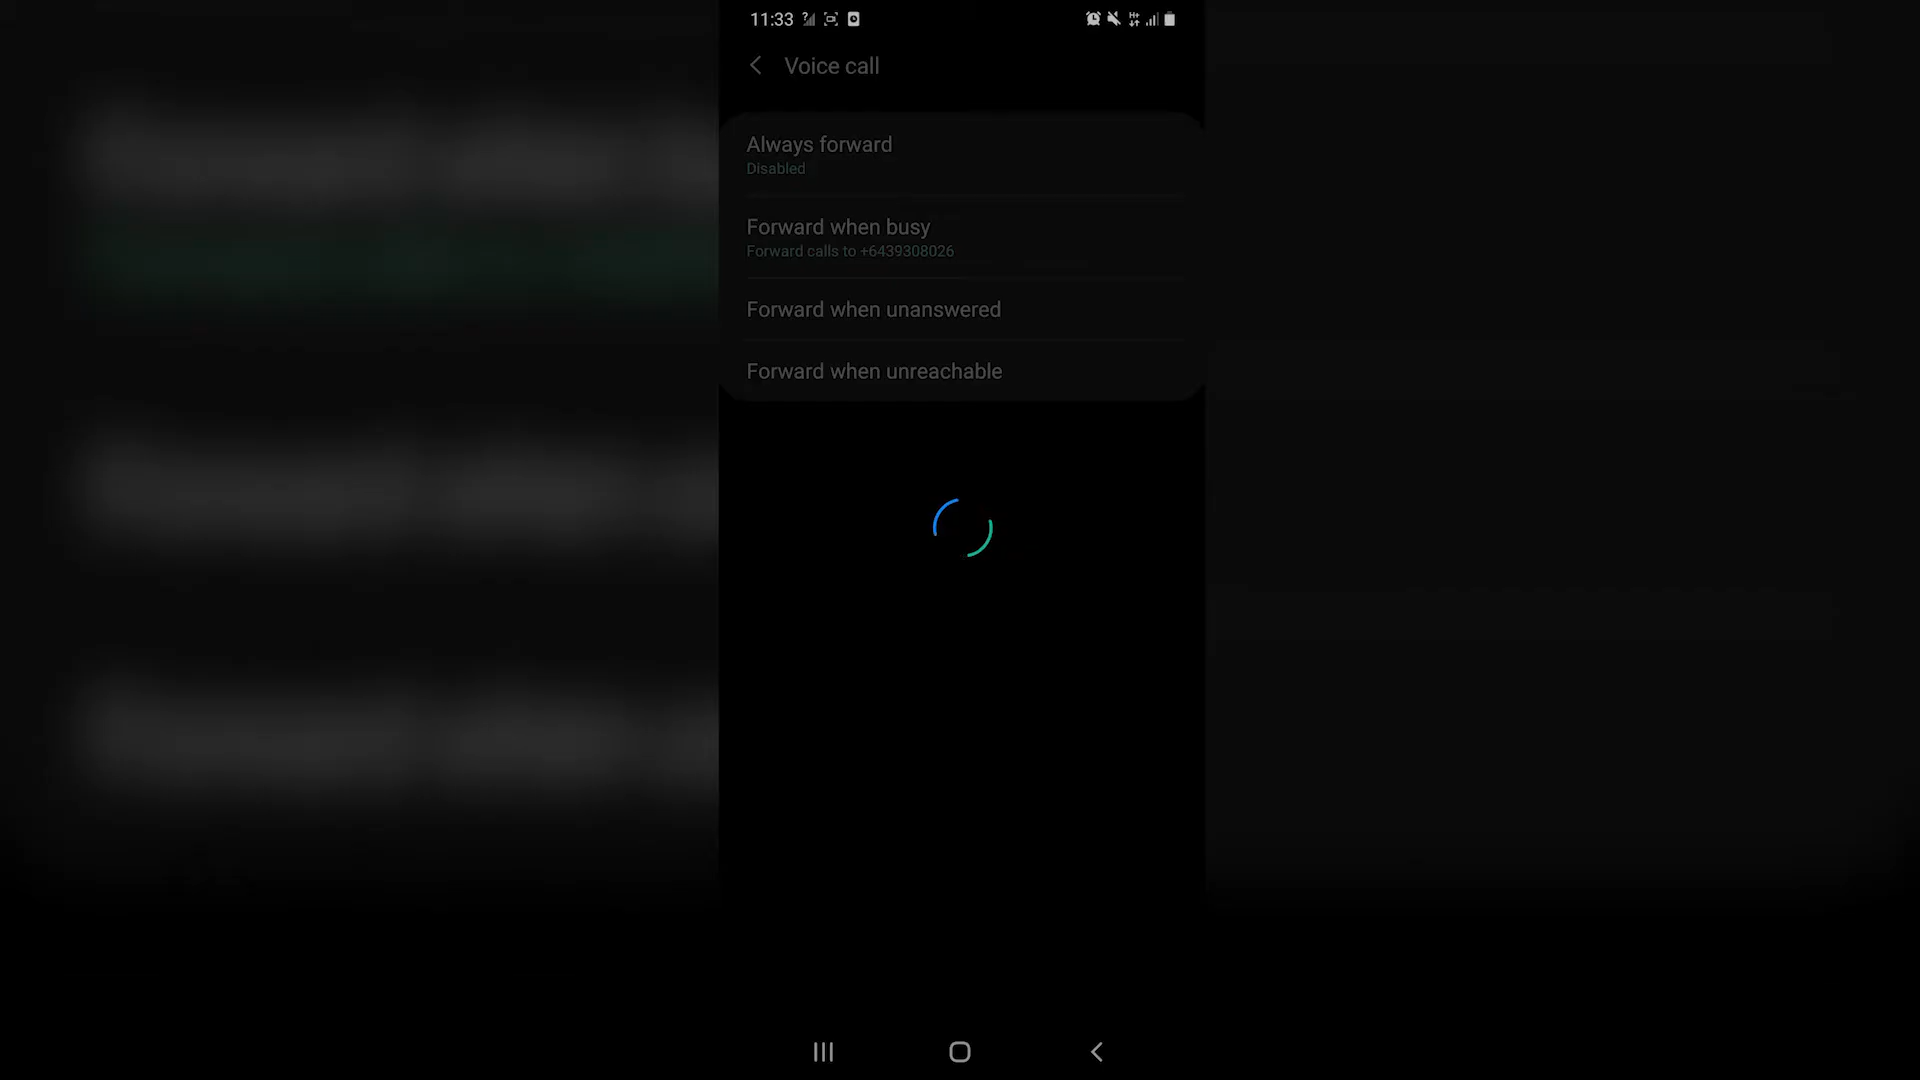 11:33
Voice call
Always forward
Disabled
Forward when busy
Forward calls to +6439308026
Forward when unanswered
Forward when unreachable